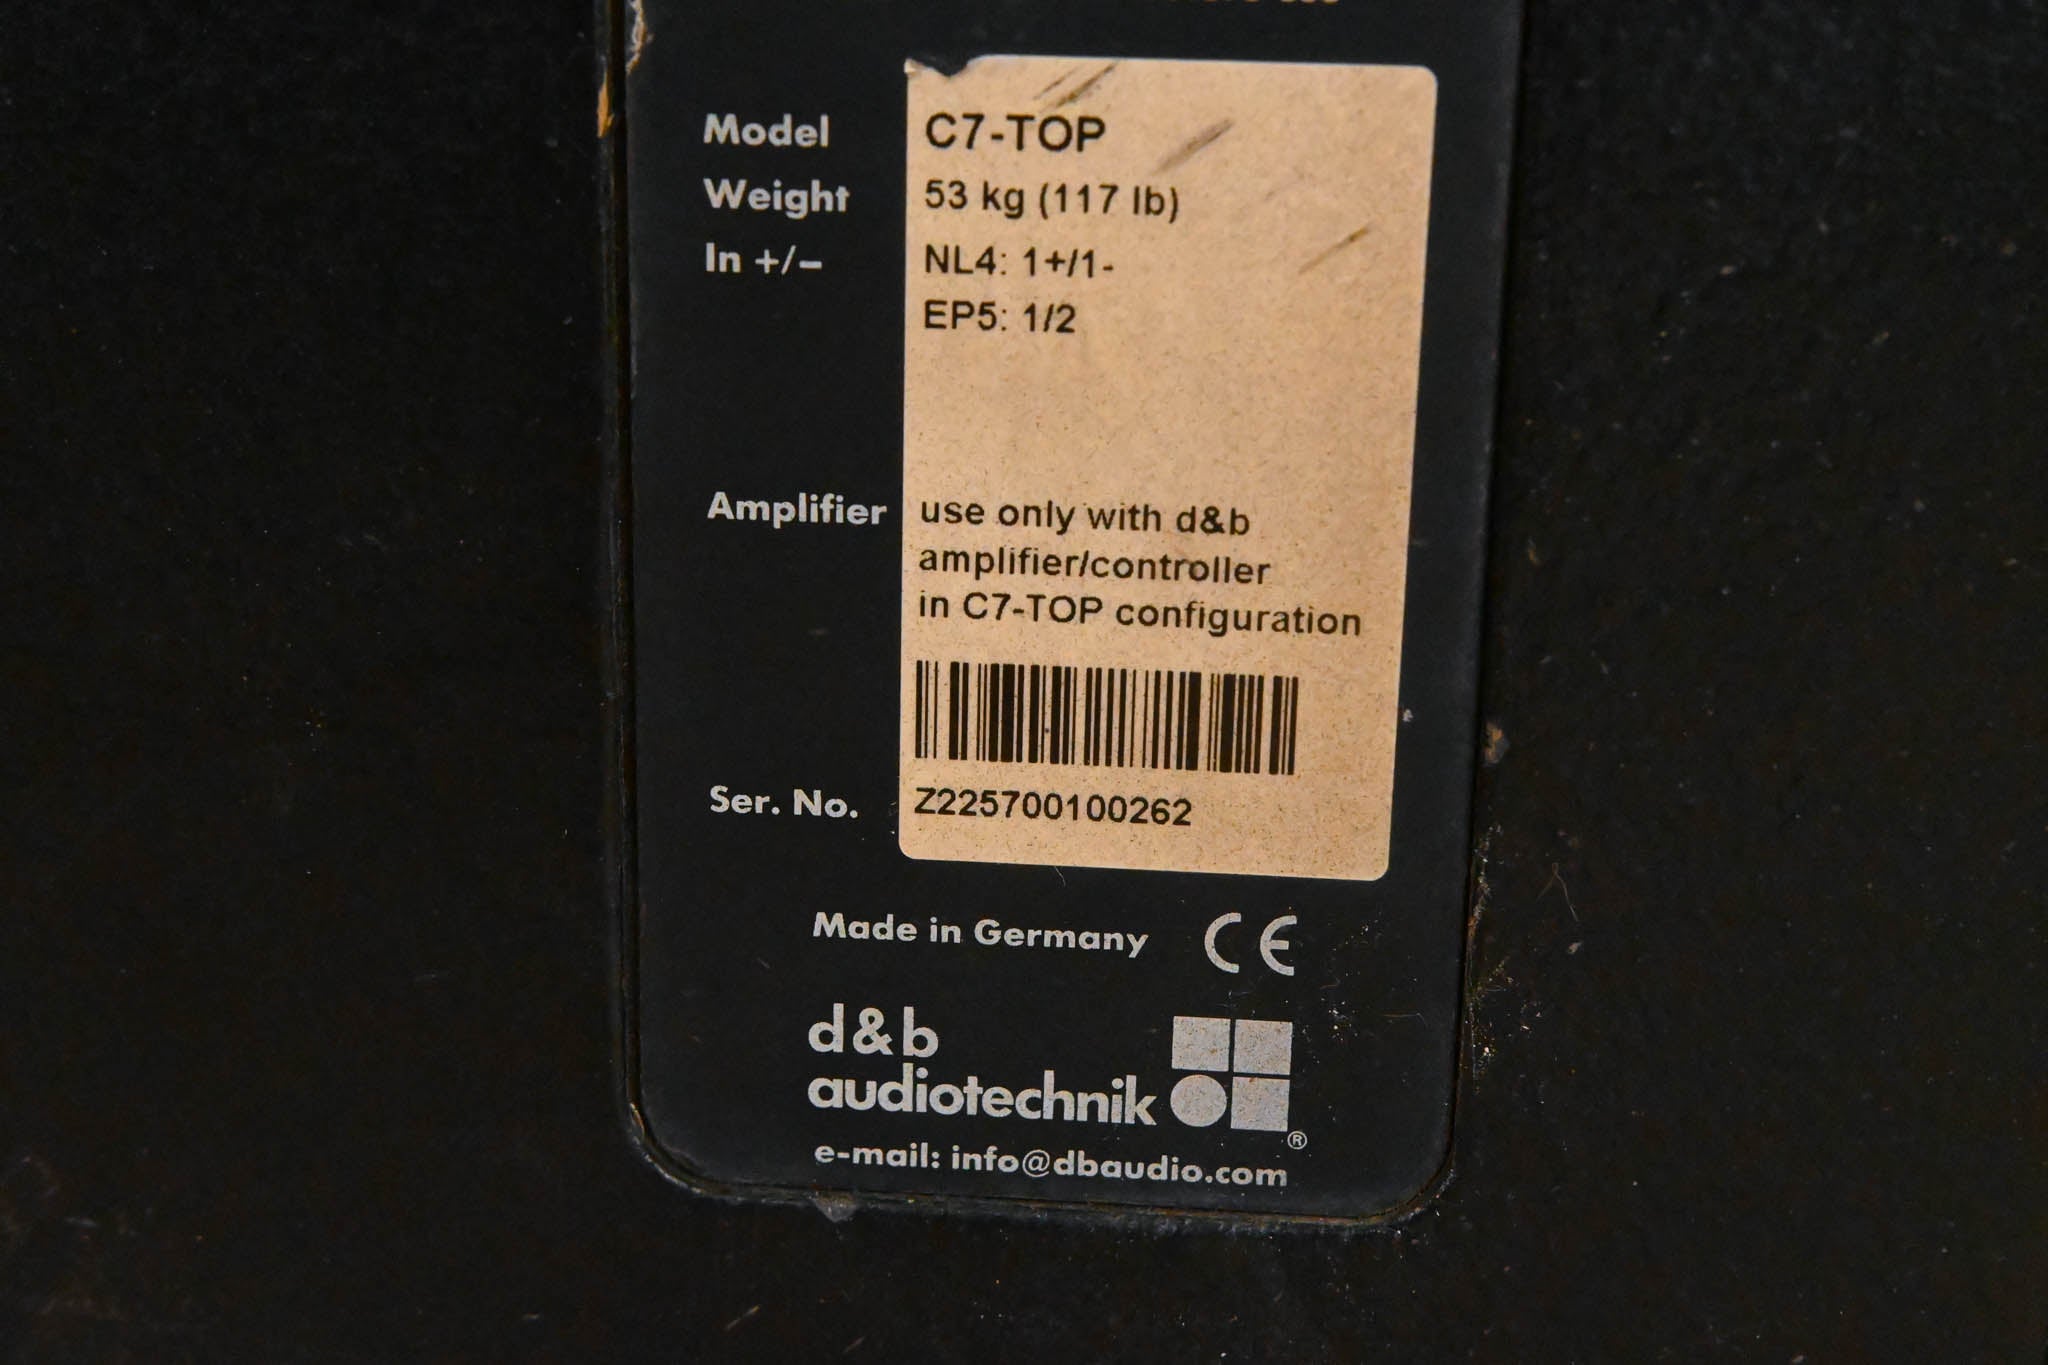 Model C7-TOP
Weight 53 kg (117 lb)
In +/– NL4: 1+/1-
EP5: 1/2
Amplifier use only with d&b
amplifier/controller
in C7-TOP configuration
Ser. No. Z225700100262
Made in Germany CE
d&b
audiotechnik ®
e-mail: info@dbaudio.com